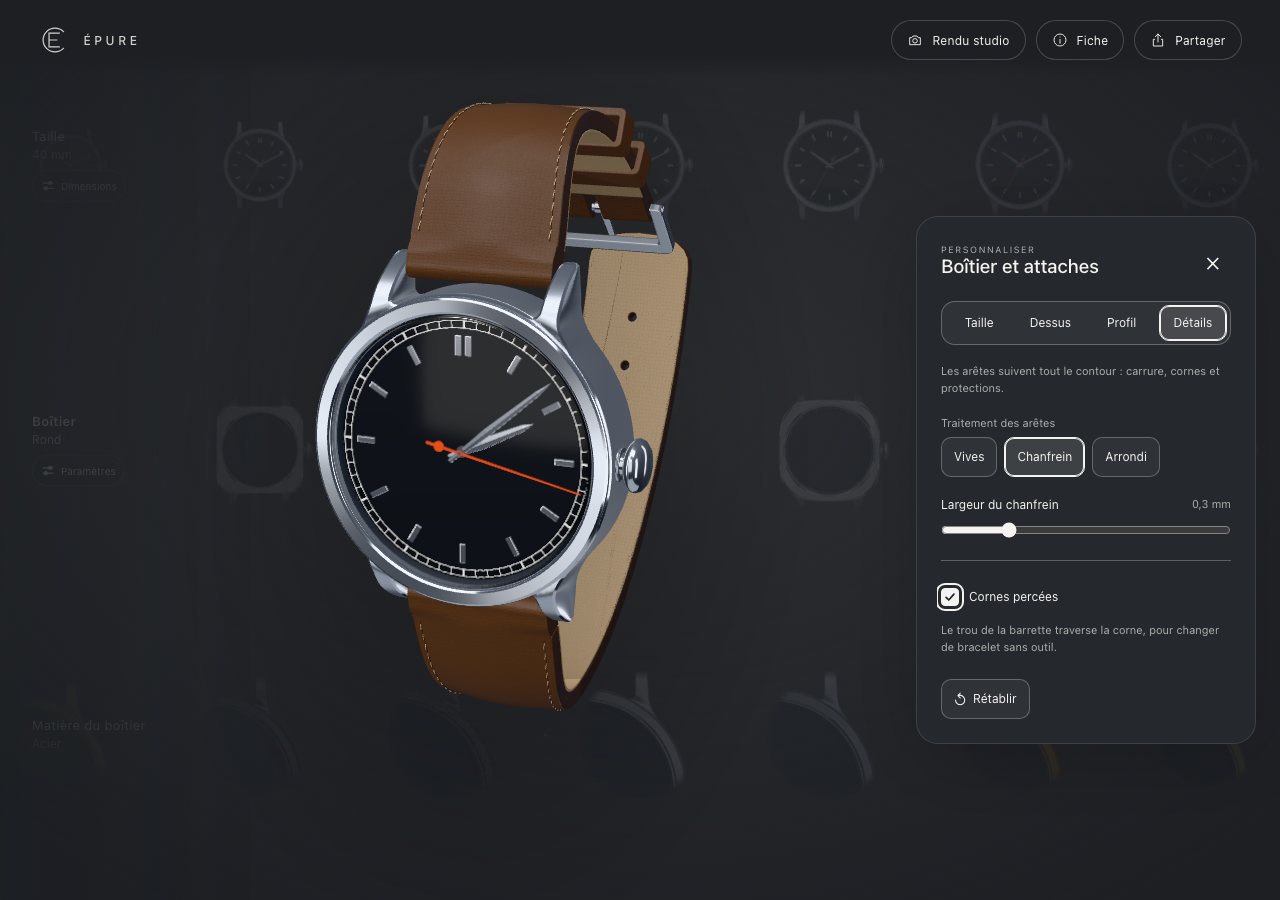 ÉPURE
Rendu studio
Fiche
Partager
Taille
40 mm
Dimensions
PERSONNALISER
Boîtier et attaches
Taille
Dessus
Profil
Détails
Les arêtes suivent tout le contour : carrure, cornes et
protections.
Traitement des arêtes
Vives
Chanfrein
Arrondi
Boîtier
Rond
Paramètres
Largeur du chanfrein
0,3 mm
Cornes percées
Le trou de la barrette traverse la corne, pour changer
de bracelet sans outil.
Rétablir
Matière du boîtier
Acier